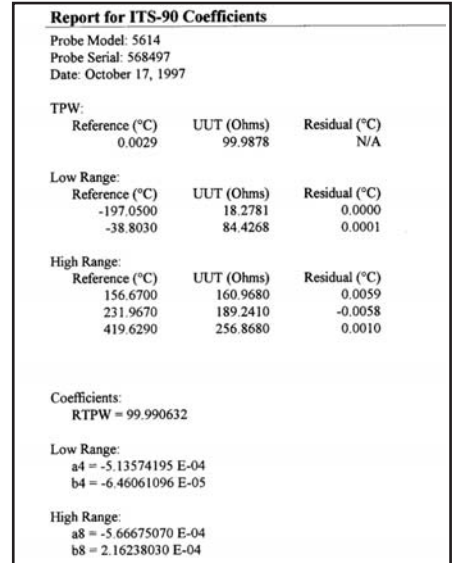 Report for ITS-90 Coefficients
Probe Model: 5614
Probe Serial: 568497
Date: October 17, 1997
TPW:
Reference (°C) UUT (Ohms) Residual (°C)
0.0029 99.9878 N/A
Low Range:
Reference (°C) UUT (Ohms) Residual (°C)
-197.0500 18.2781 0.0000
-38.8030 84.4268 0.0001
High Range:
Reference (°C) UUT (Ohms) Residual (°C)
156.6700 160.9680 0.0059
231.9670 189.2410 -0.0058
419.6290 256.8680 0.0010
Coefficients:
RTPW = 99.990632
Low Range:
a4 = -5.13574195 E-04
b4 = -6.46061096 E-05
High Range:
a8 = -5.66675070 E-04
b8 = 2.16238030 E-04